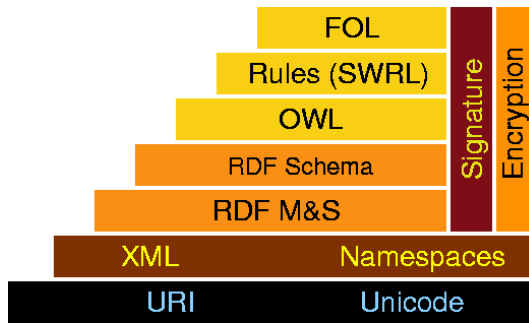 FOL
Rules (SWRL)
OWL
RDF Schema
RDF M&S
Signature
Encryption
XML Namespaces
URI Unicode